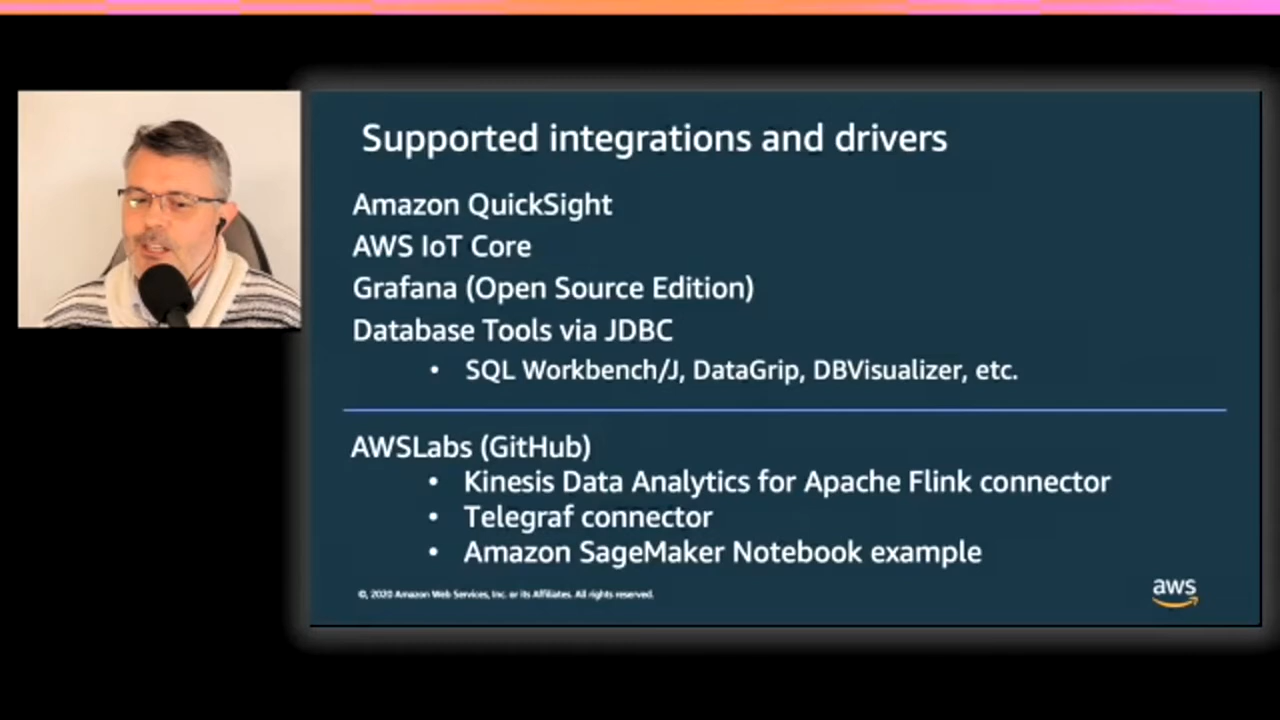 Supported integrations and drivers
Amazon QuickSight
AWS IoT Core
Grafana (Open Source Edition)
Database Tools via JDBC
• SQL Workbench/J, DataGrip, DBVisualizer, etc.
AWSLabs (GitHub)
• Kinesis Data Analytics for Apache Flink connector
• Telegraf connector
• Amazon SageMaker Notebook example
©, 2020 Amazon Web Services, Inc. or its Affiliates. All rights reserved.
aws